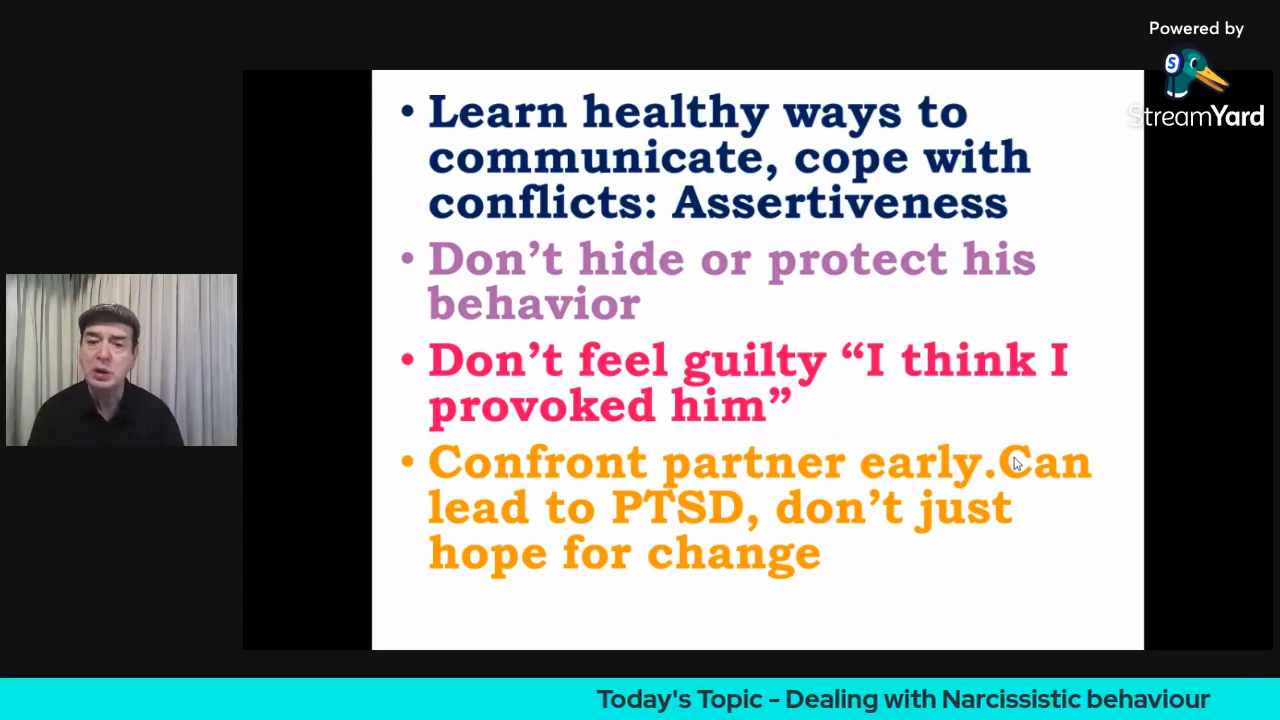 Powered by
S
StreamYard
• Learn healthy ways to
communicate, cope with
conflicts: Assertiveness
• Don’t hide or protect his
behavior
• Don’t feel guilty “I think I
provoked him”
• Confront partner early.Can
lead to PTSD, don’t just
hope for change
Today's Topic - Dealing with Narcissistic behaviour